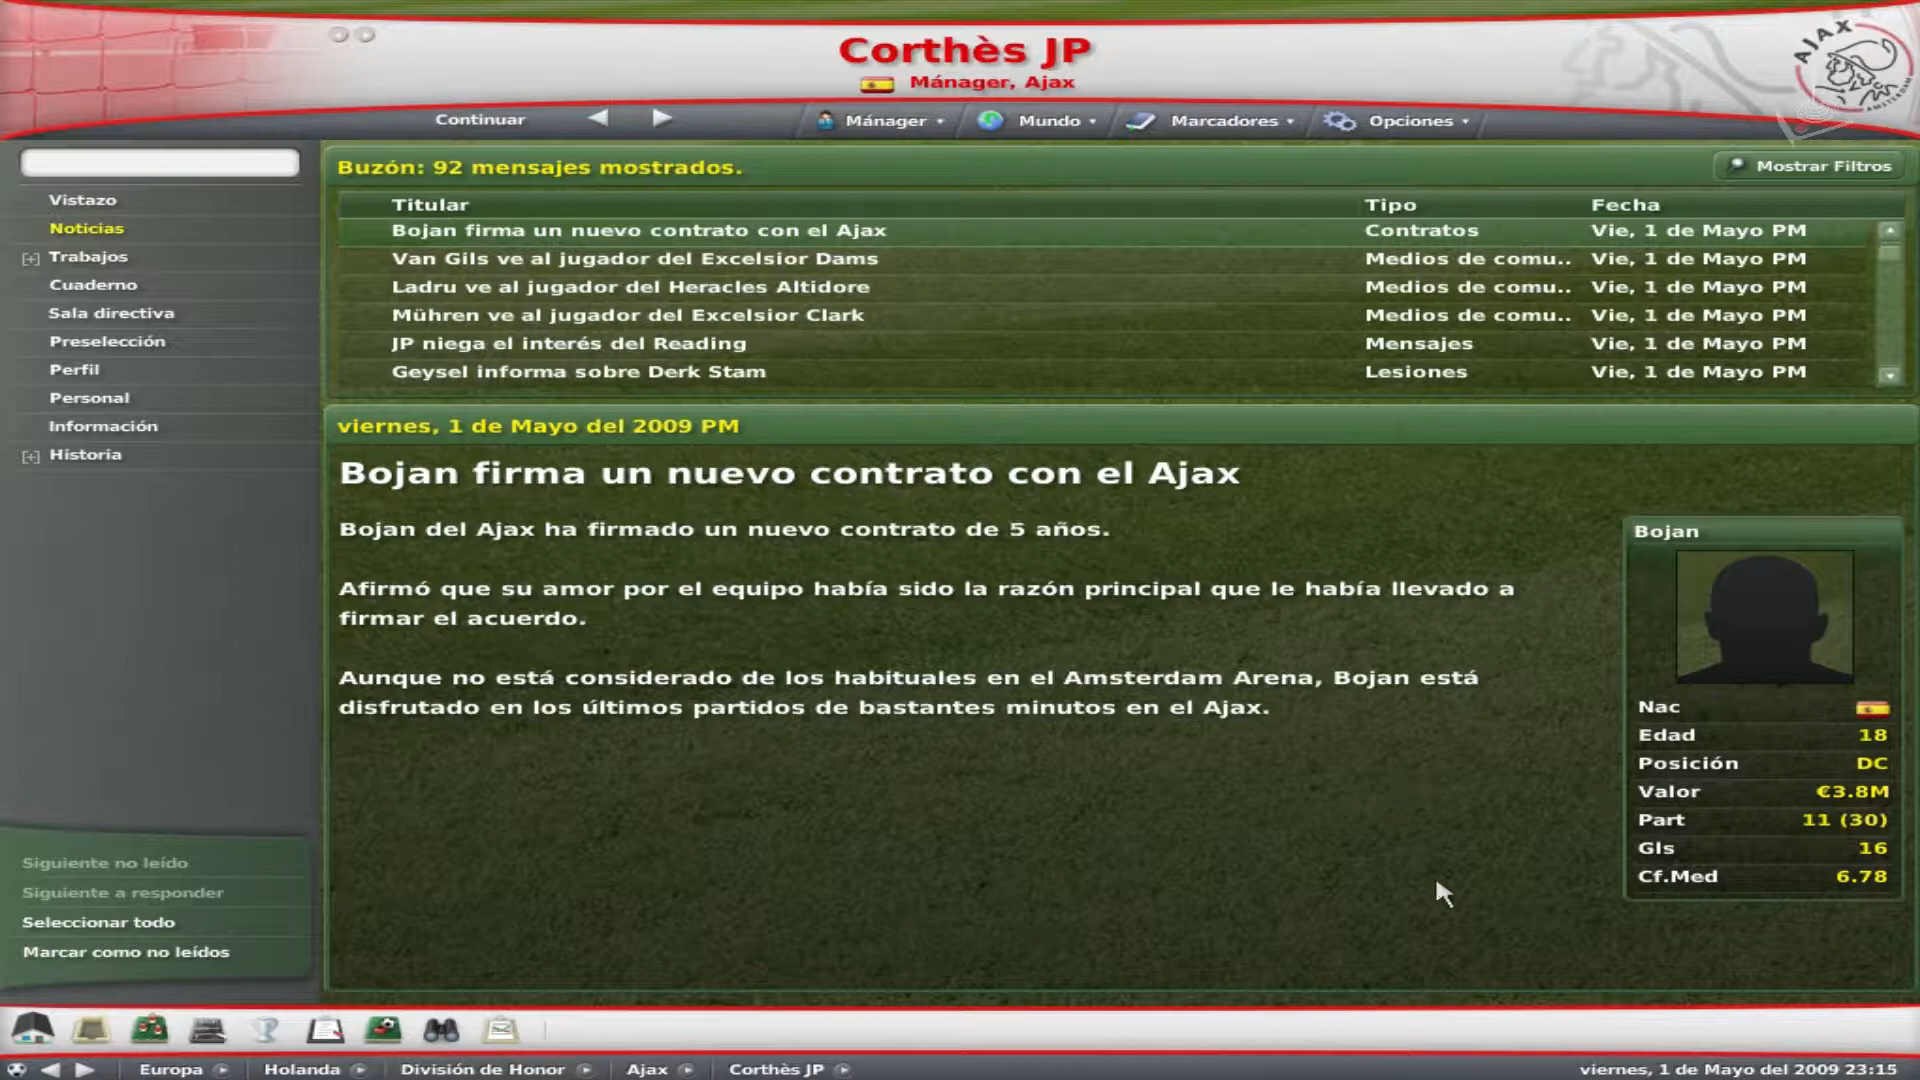 Corthès JP
Mánager, Ajax
AJAX
AMSTERDAM
Continuar
Mánager
Mundo
Marcadores
Opciones
Vistazo
Noticias
[+] Trabajos
Cuaderno
Sala directiva
Preselección
Perfil
Personal
Información
[+] Historia
Buzón: 92 mensajes mostrados.
Mostrar Filtros
Titular Tipo Fecha
Bojan firma un nuevo contrato con el Ajax Contratos Vie, 1 de Mayo PM
Van Gils ve al jugador del Excelsior Dams Medios de comu.. Vie, 1 de Mayo PM
Ladru ve al jugador del Heracles Altidore Medios de comu.. Vie, 1 de Mayo PM
Mühren ve al jugador del Excelsior Clark Medios de comu.. Vie, 1 de Mayo PM
JP niega el interés del Reading Mensajes Vie, 1 de Mayo PM
Geysel informa sobre Derk Stam Lesiones Vie, 1 de Mayo PM
viernes, 1 de Mayo del 2009 PM
Bojan firma un nuevo contrato con el Ajax
Bojan del Ajax ha firmado un nuevo contrato de 5 años.
Afirmó que su amor por el equipo había sido la razón principal que le había llevado a
firmar el acuerdo.
Aunque no está considerado de los habituales en el Amsterdam Arena, Bojan está
disfrutado en los últimos partidos de bastantes minutos en el Ajax.
Bojan
Nac
Edad 18
Posición DC
Valor €3.8M
Part 11 (30)
Gls 16
Cf.Med 6.78
Siguiente no leído
Siguiente a responder
Seleccionar todo
Marcar como no leídos
Europa
Holanda
División de Honor
Ajax
Corthès JP
viernes, 1 de Mayo del 2009 23:15